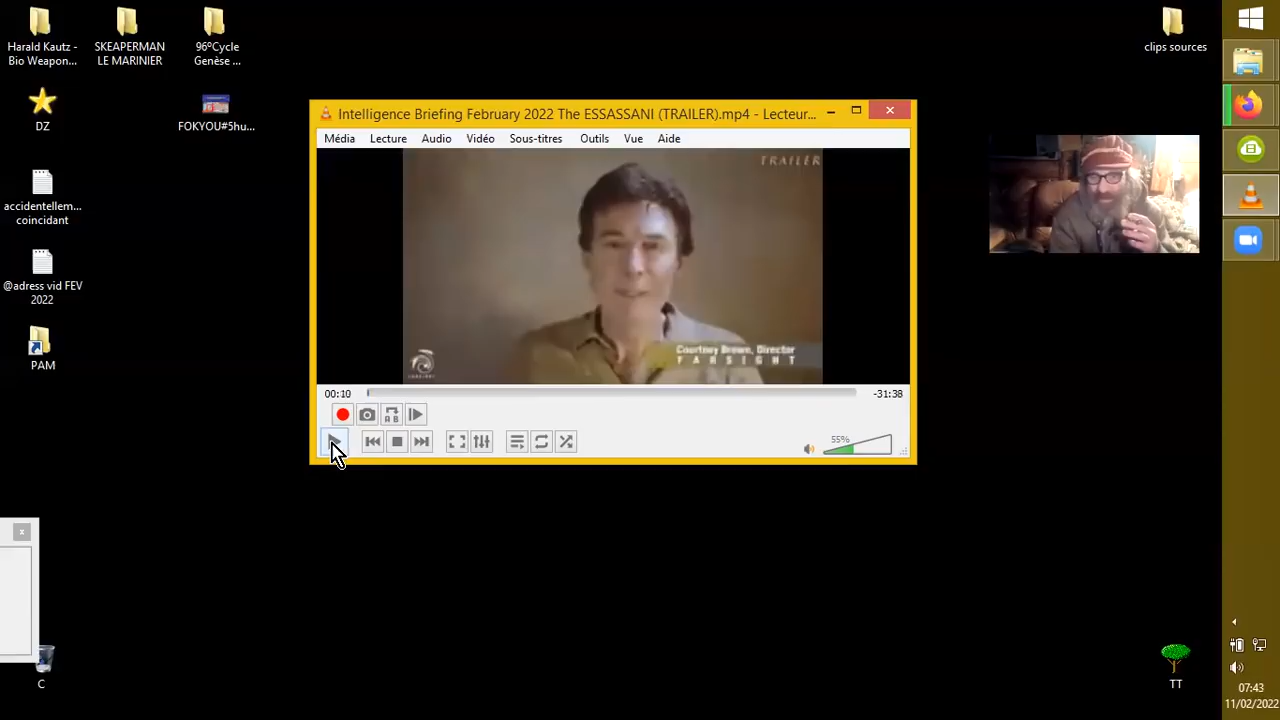 Harald Kautz -
Bio Weapon...
SKEAPERMAN
LE MARINIER
96°Cycle
Genèse ...
clips sources
DZ
FOKYOU#5hu...
accidentellem...
coincidant
@adress vid FEV
2022
PAM
Intelligence Briefing February 2022 The ESSASSANI (TRAILER).mp4 - Lecteur...
Média Lecture Audio Vidéo Sous-titres Outils Vue Aide
TRAILER
Courtney Brown, Director
FARSIGHT
00:10
-31:38
A B
55%
C
TT
07:43
11/02/2022